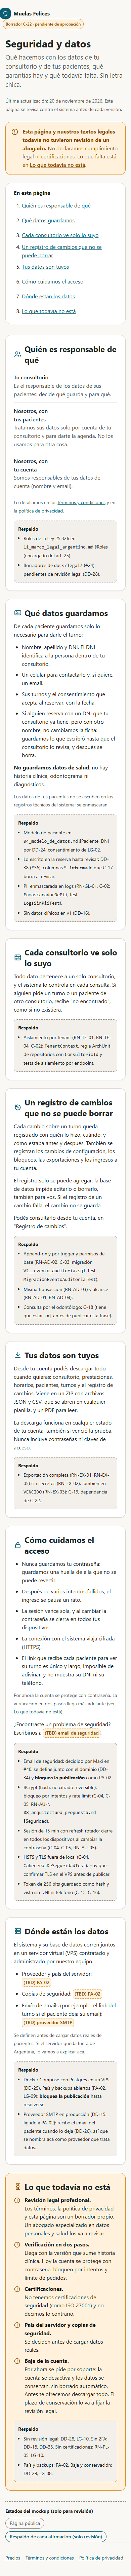 Muelas Felices
Borrador C-22 · pendiente de aprobación
Seguridad y datos
Qué hacemos con los datos de tu
consultorio y de tus pacientes, qué
garantías hay y qué todavía falta. Sin letra
chica.
Última actualización: 20 de noviembre de 2026. Esta
página se revisa contra el sistema antes de cada versión.
Esta página y nuestros textos legales
todavía no tuvieron revisión de un
abogado. No declaramos cumplimiento
legal ni certificaciones. Lo que falta está
en Lo que todavía no está.
En esta página
1. Quién es responsable de qué
2. Qué datos guardamos
3. Cada consultorio ve solo lo suyo
4. Un registro de cambios que no se
puede borrar
5. Tus datos son tuyos
6. Cómo cuidamos el acceso
7. Dónde están los datos
8. Lo que todavía no está
Quién es responsable de
qué
Tu consultorio
Es el responsable de los datos de sus
pacientes: decide qué guarda y para qué.
Nosotros, con
tus pacientes
Tratamos sus datos solo por cuenta de tu
consultorio y para darte la agenda. No los
usamos para otra cosa.
Nosotros, con
tu cuenta
Somos responsables de tus datos de
cuenta (nombre y email).
Lo detallamos en los términos y condiciones y en
la política de privacidad.
Respaldo
• Roles de la Ley 25.326 en
11_marco_legal_argentino.md (Roles
(encargado del art. 25).
• Borradores de docs/legal/ (#24),
pendientes de revisión legal (DD-28).
Qué datos guardamos
De cada paciente guardamos solo lo
necesario para darle el turno:
• Nombre, apellido y DNI. El DNI
identifica a la persona dentro de tu
consultorio.
• Un celular para contactarlo y, si quiere,
un email.
• Sus turnos y el consentimiento que
acepta al reservar, con la fecha.
• Si alguien reserva con un DNI que tu
consultorio ya tiene, pero con otro
nombre, no cambiamos la ficha:
guardamos lo que escribió hasta que el
consultorio lo revisa, y después se
borra.
No guardamos datos de salud: no hay
historia clínica, odontograma ni
diagnósticos.
Los datos de tus pacientes no se escriben en los
registros técnicos del sistema: se enmascaran.
Respaldo
• Modelo de paciente en
04_modelo_de_datos.md (Paciente, DNI
por DD-24, consentimiento de LG-02).
• Lo escrito en la reserva hasta revisar: DD-
39 (#36), columnas *_informado que C-17
borra al revisar.
• PII enmascarada en logs (RN-GL-01, C-02:
EnmascaradorDePii, test
LogsSinPiiTest).
• Sin datos clínicos en v1 (DD-16).
Cada consultorio ve solo
lo suyo
Todo dato pertenece a un solo consultorio
y el sistema lo controla en cada consulta. Si
alguien pide un turno o un paciente de
otro consultorio, recibe "no encontrado",
como si no existiera.
Respaldo
• Aislamiento por tenant (RN-TE-01, RN-TE-
04, C-02): TenantContext, regla ArchUnit
de repositorios con ConsultorioId y
tests de aislamiento por endpoint.
Un registro de cambios
que no se puede borrar
Cada cambio sobre un turno queda
registrado: quién lo hizo, cuándo, y cómo
estaba antes y después. También se
registran los cambios de configuración, los
bloqueos, las exportaciones y los intentos
de tu cuenta.
El registro solo se puede agregar: la base
de datos impide editarlo o borrarlo,
también para vos. Si el registro de un
cambio falla, el cambio tampoco se
guarda.
Podés consultarlo desde tu cuenta, en
"Registro de cambios".
Respaldo
• Append-only por trigger y permisos de
base (RN-AD-02, C-03, migración
V2__evento_auditoria.sql, test
MigracionEventoAuditoriaTest).
• Misma transacción (RN-AD-03) y alcance
(RN-AD-01, RN-AD-04).
• Consulta por el odontólogo: C-18 (tiene
que estar [x] antes de publicar esta frase).
Tus datos son tuyos
Desde tu cuenta podés descargar todo
cuando quieras: consultorio, prestaciones,
horarios, pacientes, turnos, historial de
turnos, bloqueos, exportaciones y registro
de cambios. Viene en un ZIP con archivos
JSON y CSV, que se abren en cualquier
planilla, y un PDF para leer.
La descarga funciona en cualquier estado
de tu cuenta, también si venció la prueba.
Nunca incluye contraseñas ni claves de
acceso.
Respaldo
• Exportación completa (RN-EX-01, RN-EX-
05) sin secretos (RN-EX-02), también en
VENCIDO (RN-EX-03): C-19, dependencia
de C-22.
Cómo cuidamos el
acceso
• Nunca guardamos tu contraseña:
guardamos una huella de ella que no se
puede revertir.
• Después de varios intentos fallidos, el
ingreso se pausa un rato.
• La sesión vence sola, y al cambiar la
contraseña se cierra en todos tus
dispositivos.
• La conexión con el sistema viaja cifrada
(HTTPS).
• El link que recibe cada paciente para ver
su turno es único y largo, imposible de
adivinar, y no muestra su DNI ni su
teléfono.
Por ahora la cuenta se protege con contraseña. La
verificación en dos pasos llega más adelante (ver
Lo que todavía no está).
¿Encontraste un problema de seguridad?
Escribinos a (TBD) email de seguridad.
Respaldo
• Email de seguridad: decidido por Maxi en
#40, se define junto con el dominio (DD-
34) y bloquea la publicación como PA-02.
• BCrypt (hash, no cifrado reversible),
bloqueo por intentos y rate limit (C-04, C-
05, RN-AU-*,
08_arquitectura_propuesta.md
§Seguridad).
• Sesión de 15 min con refresh rotado; cierre
en todos los dispositivos al cambiar la
contraseña (C-04, C-05, RN-AU-05).
• HSTS y TLS fuera de local (C-04,
CabecerasDeSeguridadTest). Hay que
confirmar TLS en el VPS antes de publicar.
• Token de 256 bits guardado como hash y
vista sin DNI ni teléfono (C-15, C-16).
Dónde están los datos
El sistema y su base de datos corren juntos
en un servidor virtual (VPS) contratado y
administrado por nuestro equipo.
• Proveedor y país del servidor:
(TBD) PA-02
• Copias de seguridad: (TBD) PA-02
• Envío de emails (por ejemplo, el link del
turno si el paciente deja su email):
(TBD) proveedor SMTP
Se definen antes de cargar datos reales de
pacientes. Si el servidor queda fuera de
Argentina, lo vamos a explicar acá.
Respaldo
• Docker Compose con Postgres en un VPS
(DD-25). País y backups abiertos (PA-02,
LG-09): bloquea la publicación hasta
resolverse.
• Proveedor SMTP en producción (DD-15,
ligado a PA-02): recibe el email del
paciente cuando lo deja (DD-26), así que
se nombra acá como proveedor que trata
datos.
Lo que todavía no está
Revisión legal profesional.
Los términos, la política de privacidad
y esta página son un borrador propio.
Un abogado especializado en datos
personales y salud los va a revisar.
Verificación en dos pasos.
Llega con la versión que sume historia
clínica. Hoy la cuenta se protege con
contraseña, bloqueo por intentos y
límite de pedidos.
Certificaciones.
No tenemos certificaciones de
seguridad (como ISO 27001) y no
decimos lo contrario.
País del servidor y copias de
seguridad.
Se deciden antes de cargar datos
reales.
Baja de la cuenta.
Por ahora se pide por soporte: la
cuenta se desactiva y los datos se
conservan, sin borrado automático.
Antes te ofrecemos descargar todo. El
plazo de conservación lo va a fijar la
revisión legal.
Respaldo
• Sin revisión legal: DD-28, LG-10. Sin 2FA:
DD-18, DD-35. Sin certificaciones: RN-PL-
05, LG-10.
• País y backups: PA-02. Baja y conservación:
DD-29, LG-08.
Estados del mockup (solo para revisión)
Página pública
Respaldo de cada afirmación (solo revisión)
Precios Términos y condiciones Política de privacidad